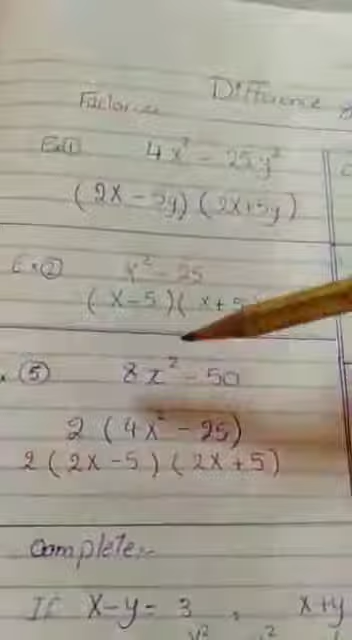 Difference
Factorise
Ex① 4x² - 25y²
(2x - 5y) (2x+5y)
Ex② x² - 25
(x-5)(x+5)
⑤ 8x² - 50
2 (4x² - 25)
2 (2x -5) (2x +5)
Complete:-
If x-y = 3, x+y